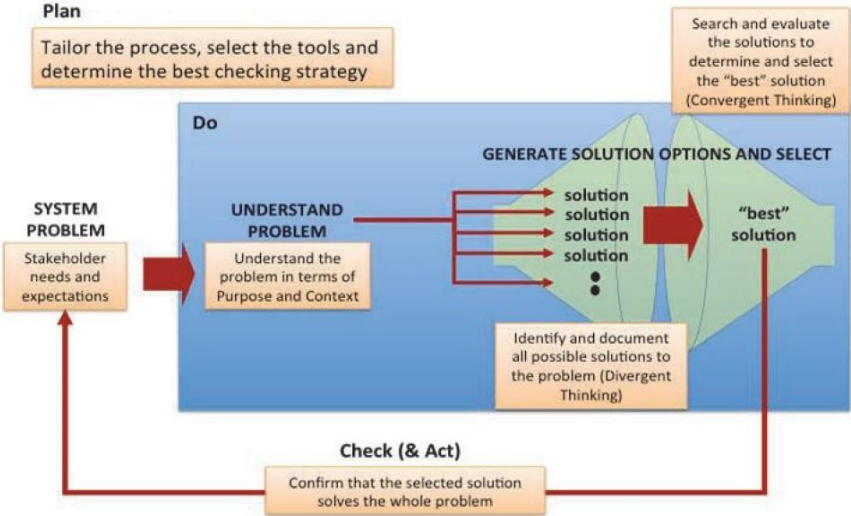 Plan
Tailor the process, select the tools and
determine the best checking strategy
Search and evaluate
the solutions to
determine and select
the “best” solution
(Convergent Thinking)
Do
GENERATE SOLUTION OPTIONS AND SELECT
SYSTEM
PROBLEM
Stakeholder
needs and
expectations
UNDERSTAND
PROBLEM
Understand the
problem in terms of
Purpose and Context
solution
solution
solution
solution
“best”
solution
Identify and document
all possible solutions to
the problem (Divergent
Thinking)
Check (& Act)
Confirm that the selected solution
solves the whole problem